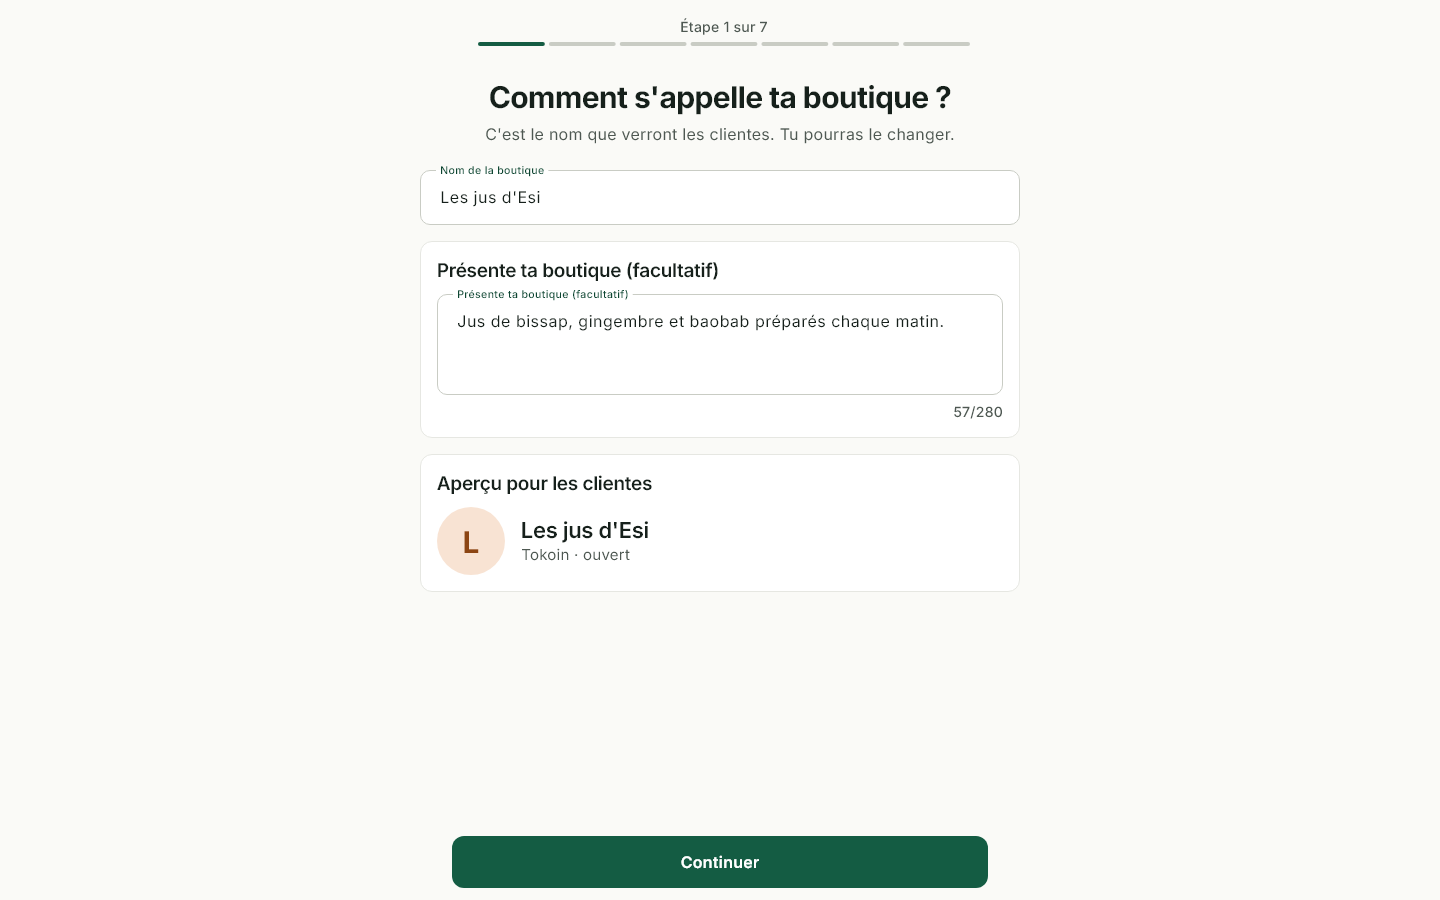 Étape 1 sur 7
Comment s'appelle ta boutique ?
C'est le nom que verront les clientes. Tu pourras le changer.
Nom de la boutique
Les jus d'Esi
Présente ta boutique (facultatif)
Présente ta boutique (facultatif)
Jus de bissap, gingembre et baobab préparés chaque matin.
57/280
Aperçu pour les clientes
L
Les jus d'Esi
Tokoin · ouvert
Continuer